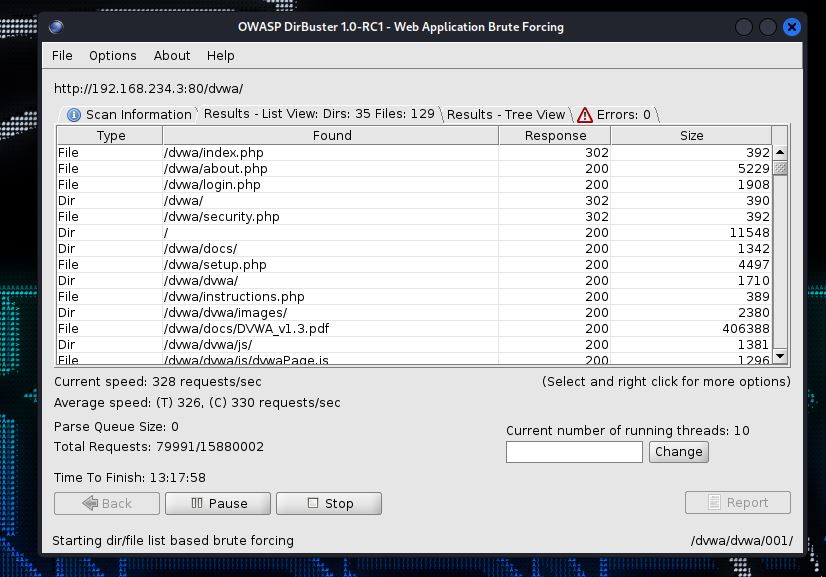 OWASP DirBuster 1.0-RC1 - Web Application Brute Forcing
File Options About Help
http://192.168.234.3:80/dvwa/
Scan Information Results - List View: Dirs: 35 Files: 129 Results - Tree View Errors: 0
Type Found Response Size
File /dvwa/index.php 302 392
File /dvwa/about.php 200 5229
File /dvwa/login.php 200 1908
Dir /dvwa/ 302 390
File /dvwa/security.php 302 392
Dir / 200 11548
Dir /dvwa/docs/ 200 1342
File /dvwa/setup.php 200 4497
Dir /dvwa/dvwa/ 200 1710
File /dvwa/instructions.php 200 389
Dir /dvwa/dvwa/images/ 200 2380
File /dvwa/docs/DVWA_v1.3.pdf 200 406388
Dir /dvwa/dvwa/js/ 200 1381
File /dvwa/dvwa/js/dvwaPage.js 200 1296
Current speed: 328 requests/sec (Select and right click for more options)
Average speed: (T) 326, (C) 330 requests/sec
Parse Queue Size: 0
Current number of running threads: 10
Total Requests: 79991/15880002
Change
Time To Finish: 13:17:58
Back Pause Stop Report
Starting dir/file list based brute forcing /dvwa/dvwa/001/